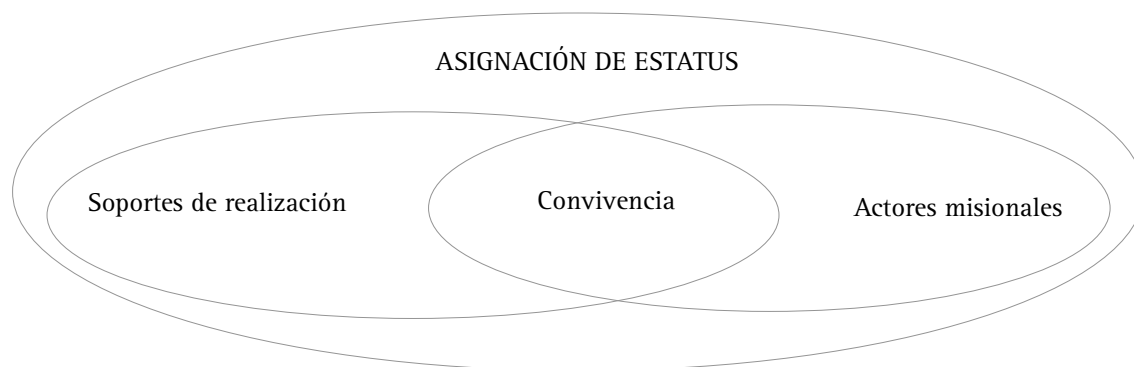 ASIGNACIÓN DE ESTATUS
Soportes de realización
Convivencia
Actores misionales